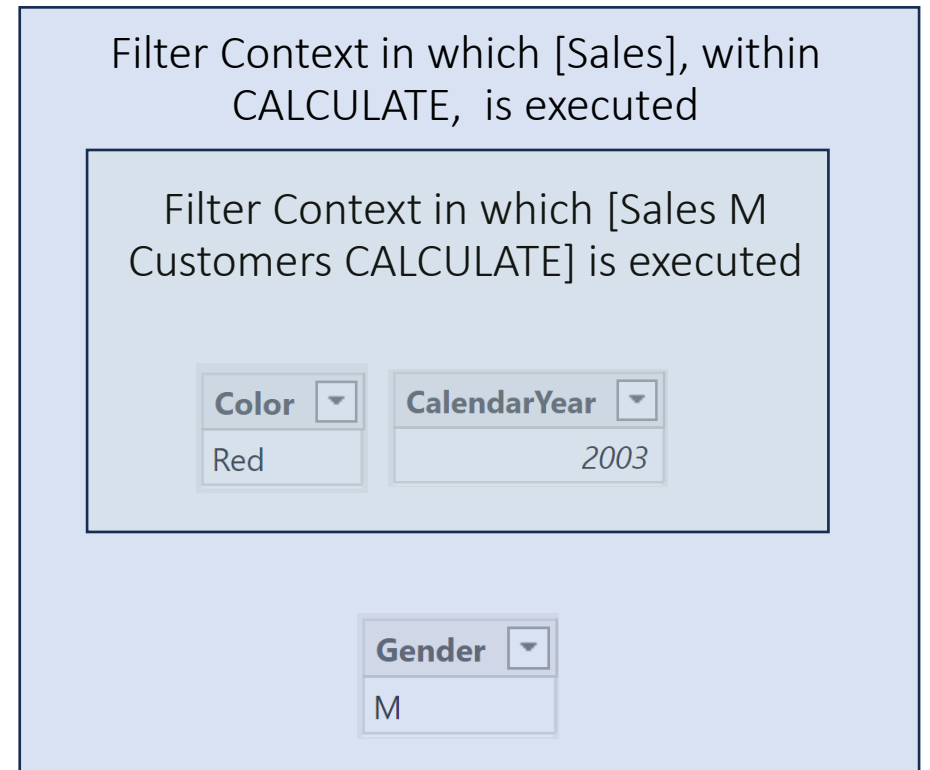 Filter Context in which [Sales], within
CALCULATE, is executed
Filter Context in which [Sales M
Customers CALCULATE] is executed
Color CalendarYear
Red 2003
Gender
M